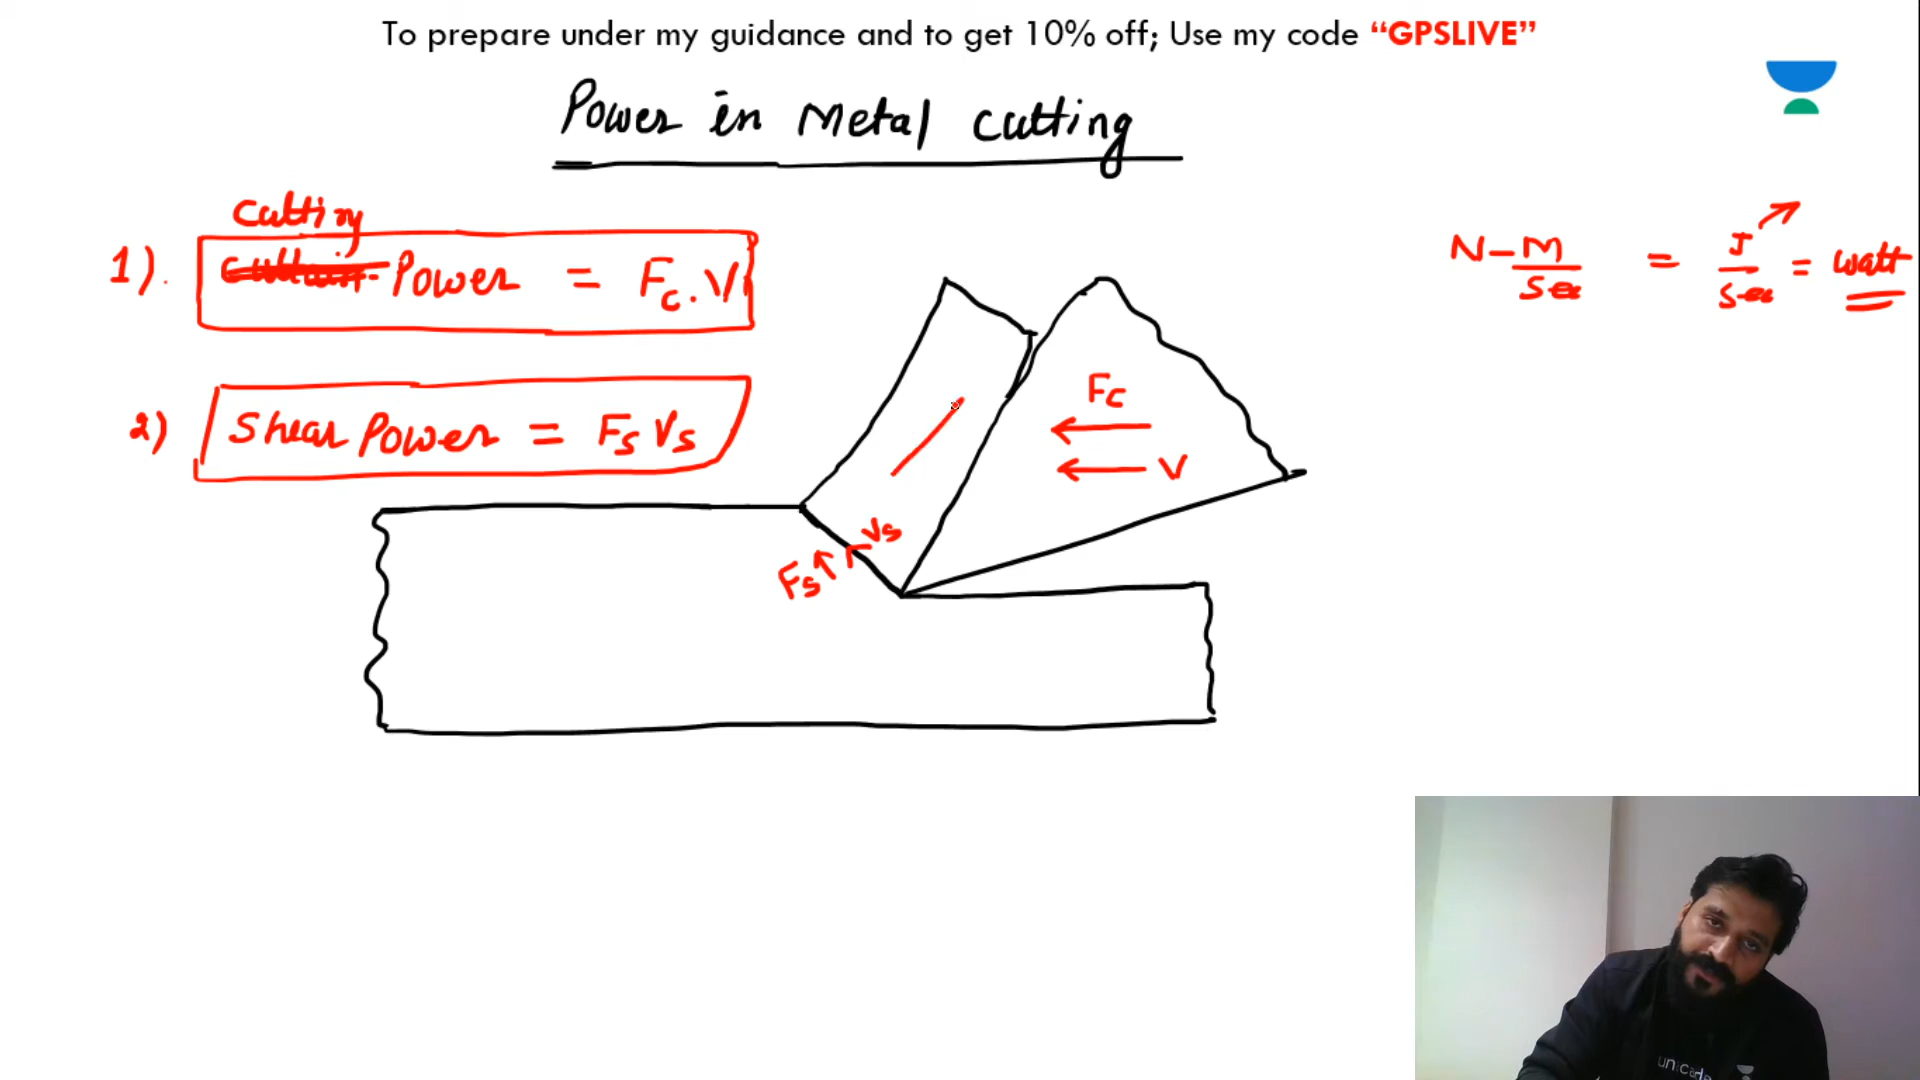 To prepare under my guidance and to get 10% off; Use my code “GPSLIVE”
Power in Metal cutting
Cutting
1). Power = Fc.V
N-M/Sec = J/Sec = watt
2) Shear Power = Fs Vs
Fc
V
Vs
Fs